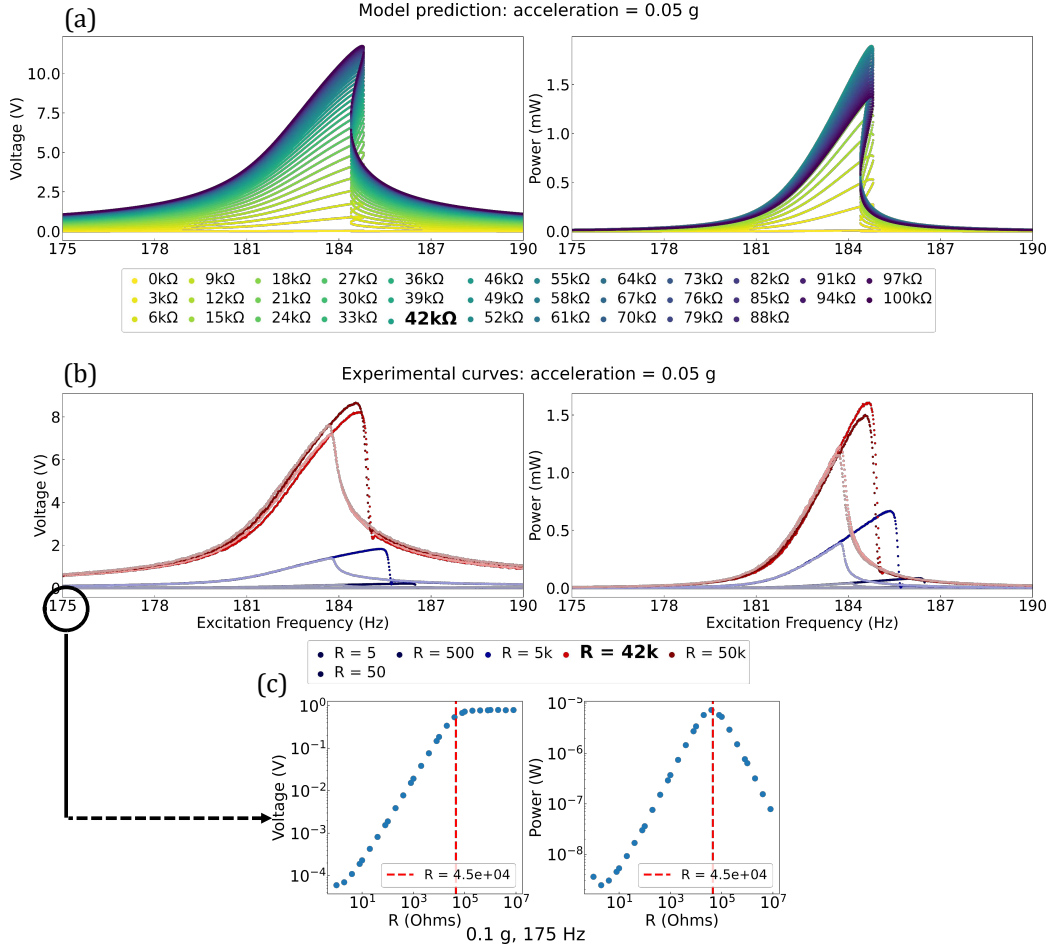 (a)
Model prediction: acceleration = 0.05 g
Voltage (V)
10.0
7.5
5.0
2.5
0.0
175 178 181 184 187 190
Power (mW)
1.5
1.0
0.5
0.0
175 178 181 184 187 190
0kΩ 9kΩ 18kΩ 27kΩ 36kΩ 46kΩ 55kΩ 64kΩ 73kΩ 82kΩ 91kΩ 97kΩ
3kΩ 12kΩ 21kΩ 30kΩ 39kΩ 49kΩ 58kΩ 67kΩ 76kΩ 85kΩ 94kΩ 100kΩ
6kΩ 15kΩ 24kΩ 33kΩ 42kΩ 52kΩ 61kΩ 70kΩ 79kΩ 88kΩ
(b)
Experimental curves: acceleration = 0.05 g
Voltage (V)
8
6
4
2
0
175 178 181 184 187 190
Excitation Frequency (Hz)
Power (mW)
1.5
1.0
0.5
0.0
175 178 181 184 187 190
Excitation Frequency (Hz)
R = 5 R = 500 R = 5k R = 42k R = 50k
R = 50
(c)
Voltage (V)
10⁰
10⁻¹
10⁻²
10⁻³
10⁻⁴
R = 4.5e+04
10¹ 10³ 10⁵ 10⁷
R (Ohms)
Power (W)
10⁻⁵
10⁻⁶
10⁻⁷
10⁻⁸
R = 4.5e+04
10¹ 10³ 10⁵ 10⁷
R (Ohms)
0.1 g, 175 Hz